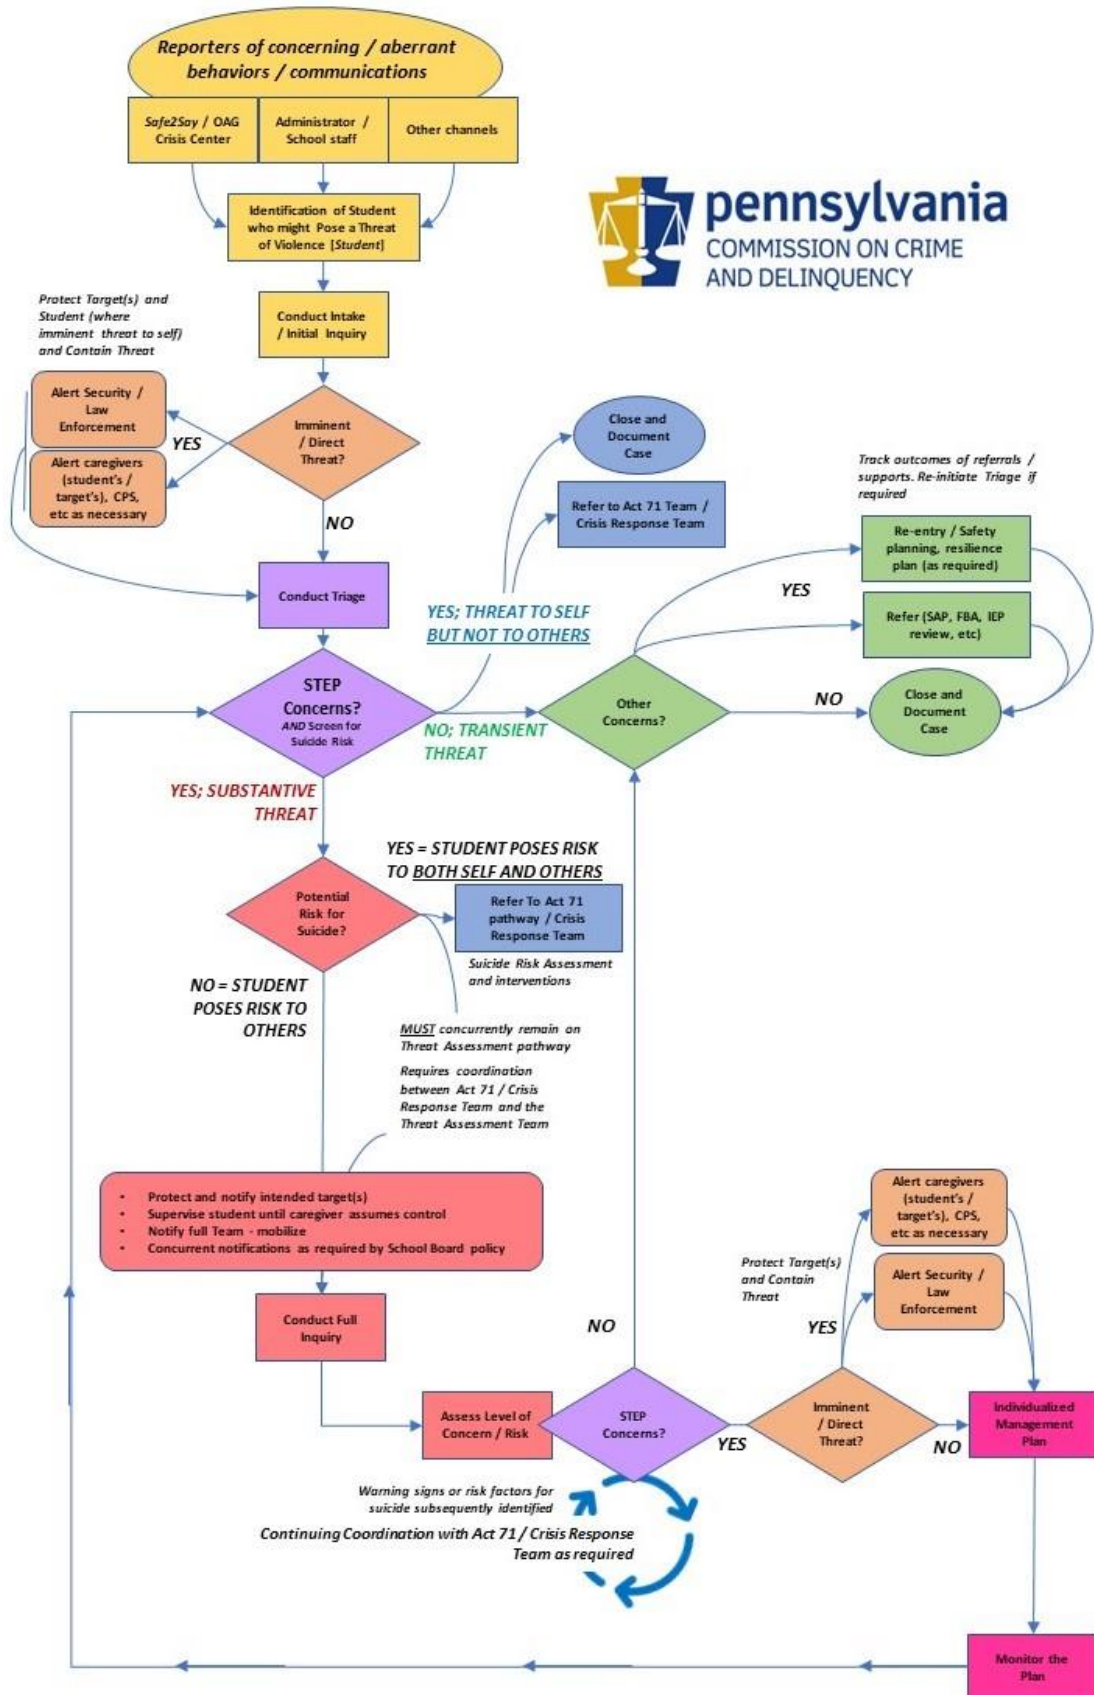 Reporters of concerning / aberrant
behaviors / communications
Safe2Say / OAG
Crisis Center
Administrator /
School staff
Other channels
Identification of Student
who might Pose a Threat
of Violence [Student]
pennsylvania
COMMISSION ON CRIME
AND DELINQUENCY
Conduct Intake
/ Initial Inquiry
Protect Target(s) and
Student (where
imminent threat to self)
and Contain Threat
Alert Security /
Law
Enforcement
Alert caregivers
(student's /
target's), CPS,
etc as necessary
YES
Imminent
/ Direct
Threat?
NO
Conduct Triage
Close and
Document
Case
Refer to Act 71 Team /
Crisis Response Team
YES; THREAT TO SELF
BUT NOT TO OTHERS
Track outcomes of referrals /
supports. Re-initiate Triage if
required
Re-entry / Safety
planning, resilience
plan (as required)
YES
Refer (SAP, FBA, IEP
review, etc)
STEP
Concerns?
AND Screen for
Suicide Risk
NO; TRANSIENT
THREAT
Other
Concerns?
NO
Close and
Document
Case
YES; SUBSTANTIVE
THREAT
YES = STUDENT POSES RISK
TO BOTH SELF AND OTHERS
Potential
Risk for
Suicide?
Refer To Act 71
pathway / Crisis
Response Team
Suicide Risk Assessment
and interventions
NO = STUDENT
POSES RISK TO
OTHERS
MUST concurrently remain on
Threat Assessment pathway
Requires coordination
between Act 71 / Crisis
Response Team and the
Threat Assessment Team
• Protect and notify intended target(s)
• Supervise student until caregiver assumes control
• Notify full Team - mobilize
• Concurrent notifications as required by School Board policy
Conduct Full
Inquiry
Assess Level of
Concern / Risk
NO
STEP
Concerns?
YES
Protect Target(s)
and Contain
Threat
Alert caregivers
(student's /
target's), CPS,
etc as necessary
Alert Security /
Law
Enforcement
YES
Imminent
/ Direct
Threat?
NO
Individualized
Management
Plan
Warning signs or risk factors for
suicide subsequently identified
Continuing Coordination with Act 71 / Crisis Response
Team as required
Monitor the
Plan